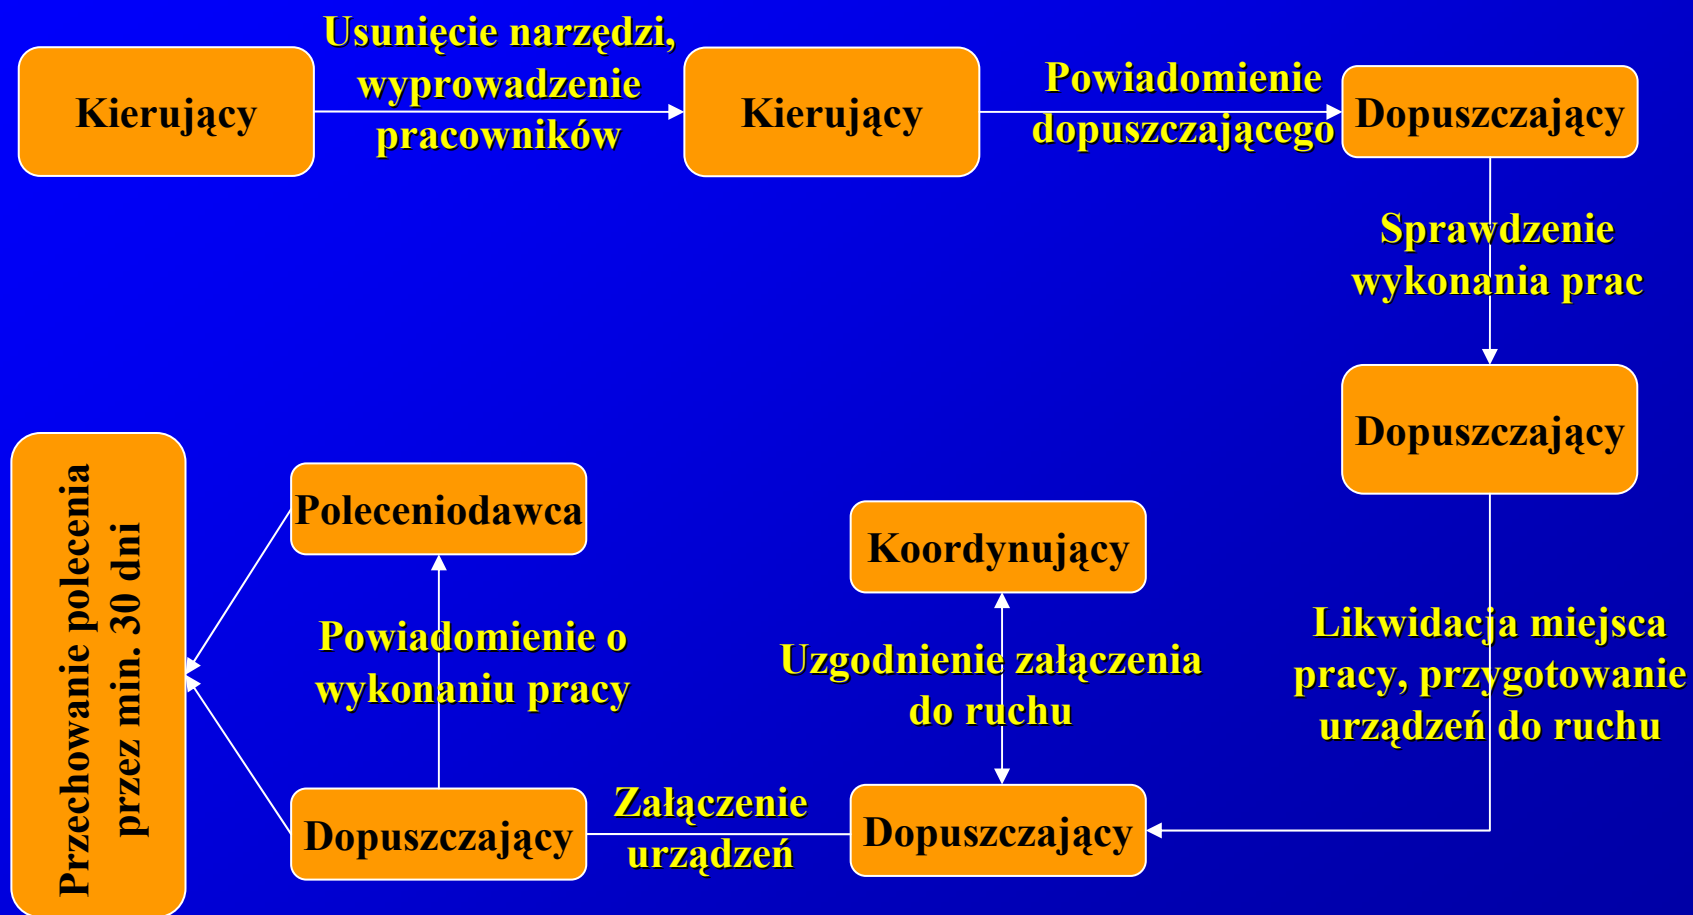 Kierujący
Usunięcie narzędzi,
wyprowadzenie
pracowników
Kierujący
Powiadomienie
dopuszczającego
Dopuszczający
Sprawdzenie
wykonania prac
Dopuszczający
Likwidacja miejsca
pracy, przygotowanie
urządzeń do ruchu
Koordynujący
Uzgodnienie załączenia
do ruchu
Dopuszczający
Załączenie
urządzeń
Dopuszczający
Powiadomienie o
wykonaniu pracy
Poleceniodawca
Przechowanie polecenia
przez min. 30 dni